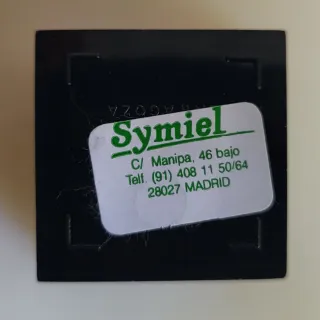 Symiel
C/ Manipa, 46 bajo
Telf. (91) 408 11 50/64
28027 MADRID